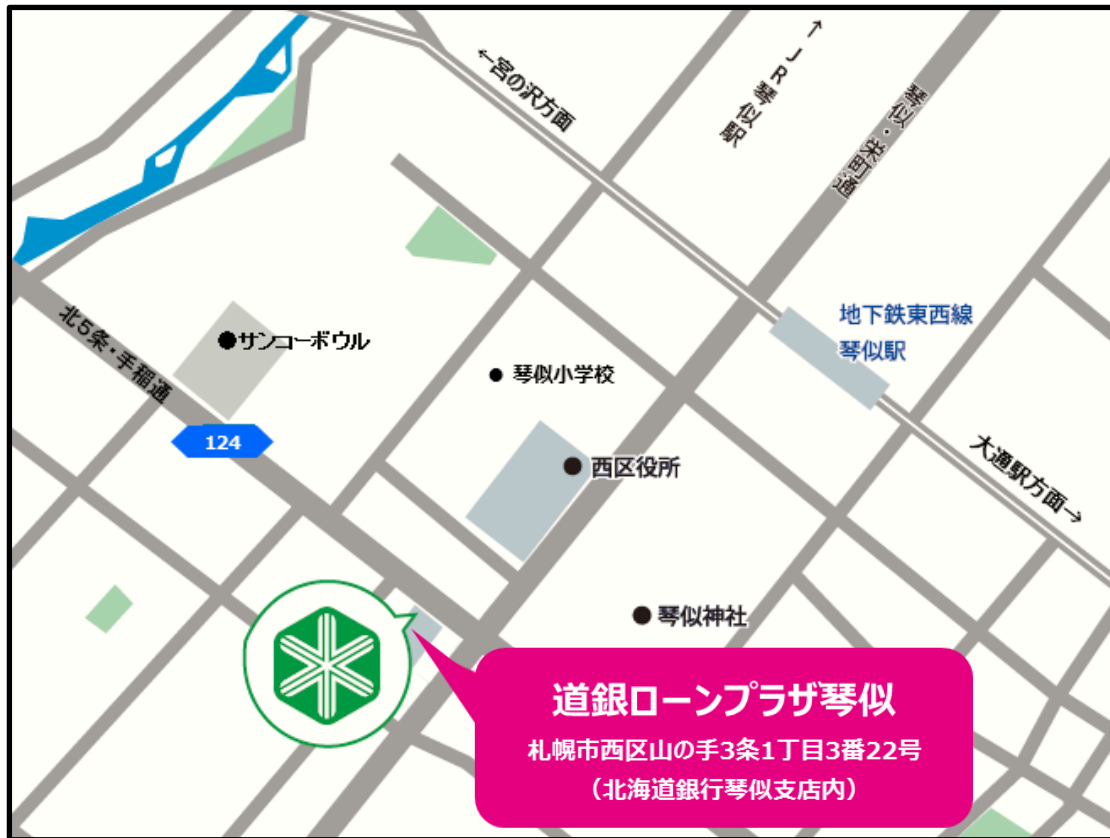 ←宮の沢方面
↑JR琴似駅
琴似・栄町通
地下鉄東西線
琴似駅
北5条・手稲通
●サンコーボウル
● 琴似小学校
124
● 西区役所
大通駅方面→
● 琴似神社
道銀ローンプラザ琴似
札幌市西区山の手3条1丁目3番22号
（北海道銀行琴似支店内）